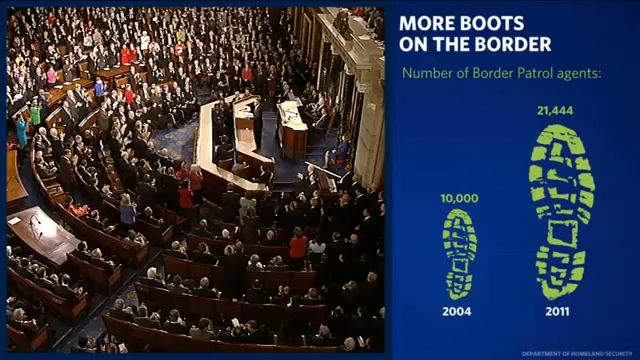 MORE BOOTS
ON THE BORDER
Number of Border Patrol agents:
21,444
10,000
2004
2011
DEPARTMENT OF HOMELAND SECURITY